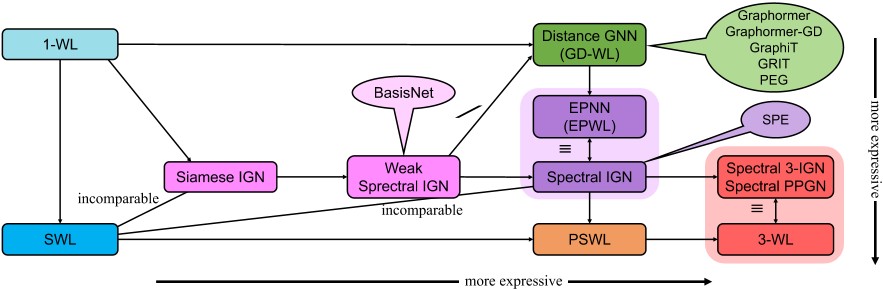 1-WL
Distance GNN
(GD-WL)
Graphormer
Graphormer-GD
GraphiT
GRIT
PEG
BasisNet
EPNN
(EPWL)
SPE
≡
Siamese IGN
Weak
Sprectral IGN
Spectral IGN
Spectral 3-IGN
Spectral PPGN
incomparable
incomparable
≡
SWL
PSWL
3-WL
more expressive
more expressive